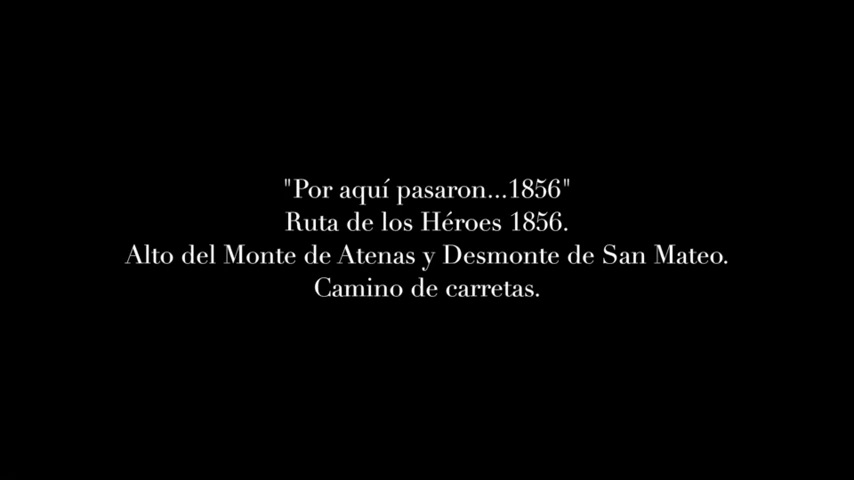 "Por aquí pasaron...1856"
Ruta de los Héroes 1856.
Alto del Monte de Atenas y Desmonte de San Mateo.
Camino de carretas.